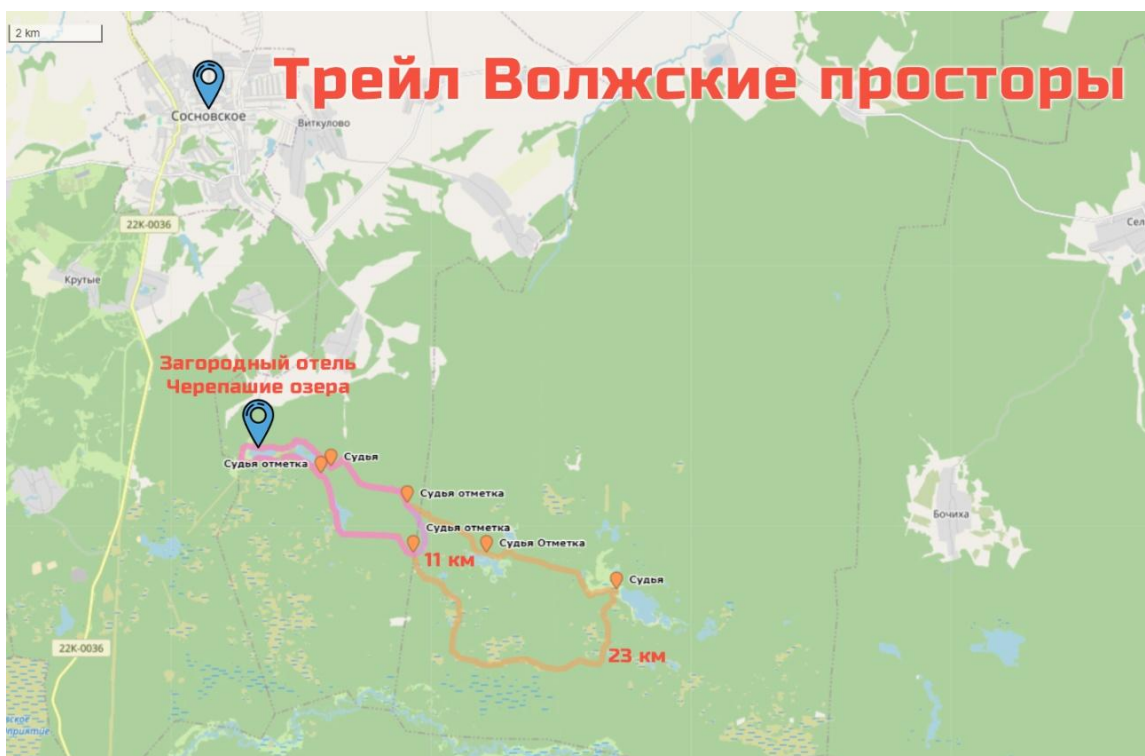 2 km
Трейл Волжские просторы
Сосновское
Виткулово
22К-0036
Сел
Крутые
Загородный отель
Черепашие озера
Судья
Судья отметка
Судья отметка
Судья отметка
Бочиха
Судья Отметка
11 км
Судья
22К-0036
23 км